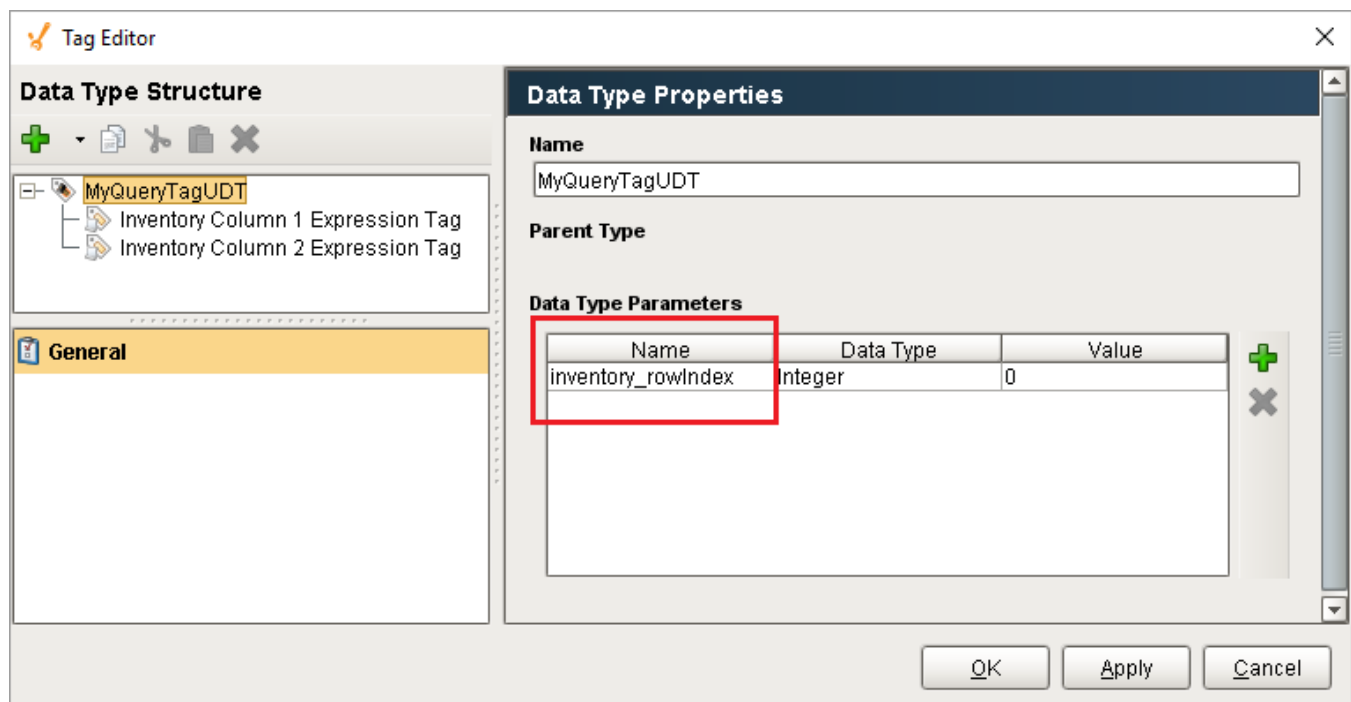 Tag Editor
Data Type Structure
MyQueryTagUDT
Inventory Column 1 Expression Tag
Inventory Column 2 Expression Tag
General
Data Type Properties
Name
MyQueryTagUDT
Parent Type
Data Type Parameters
Name Data Type Value
inventory_rowIndex Integer 0
OK Apply Cancel